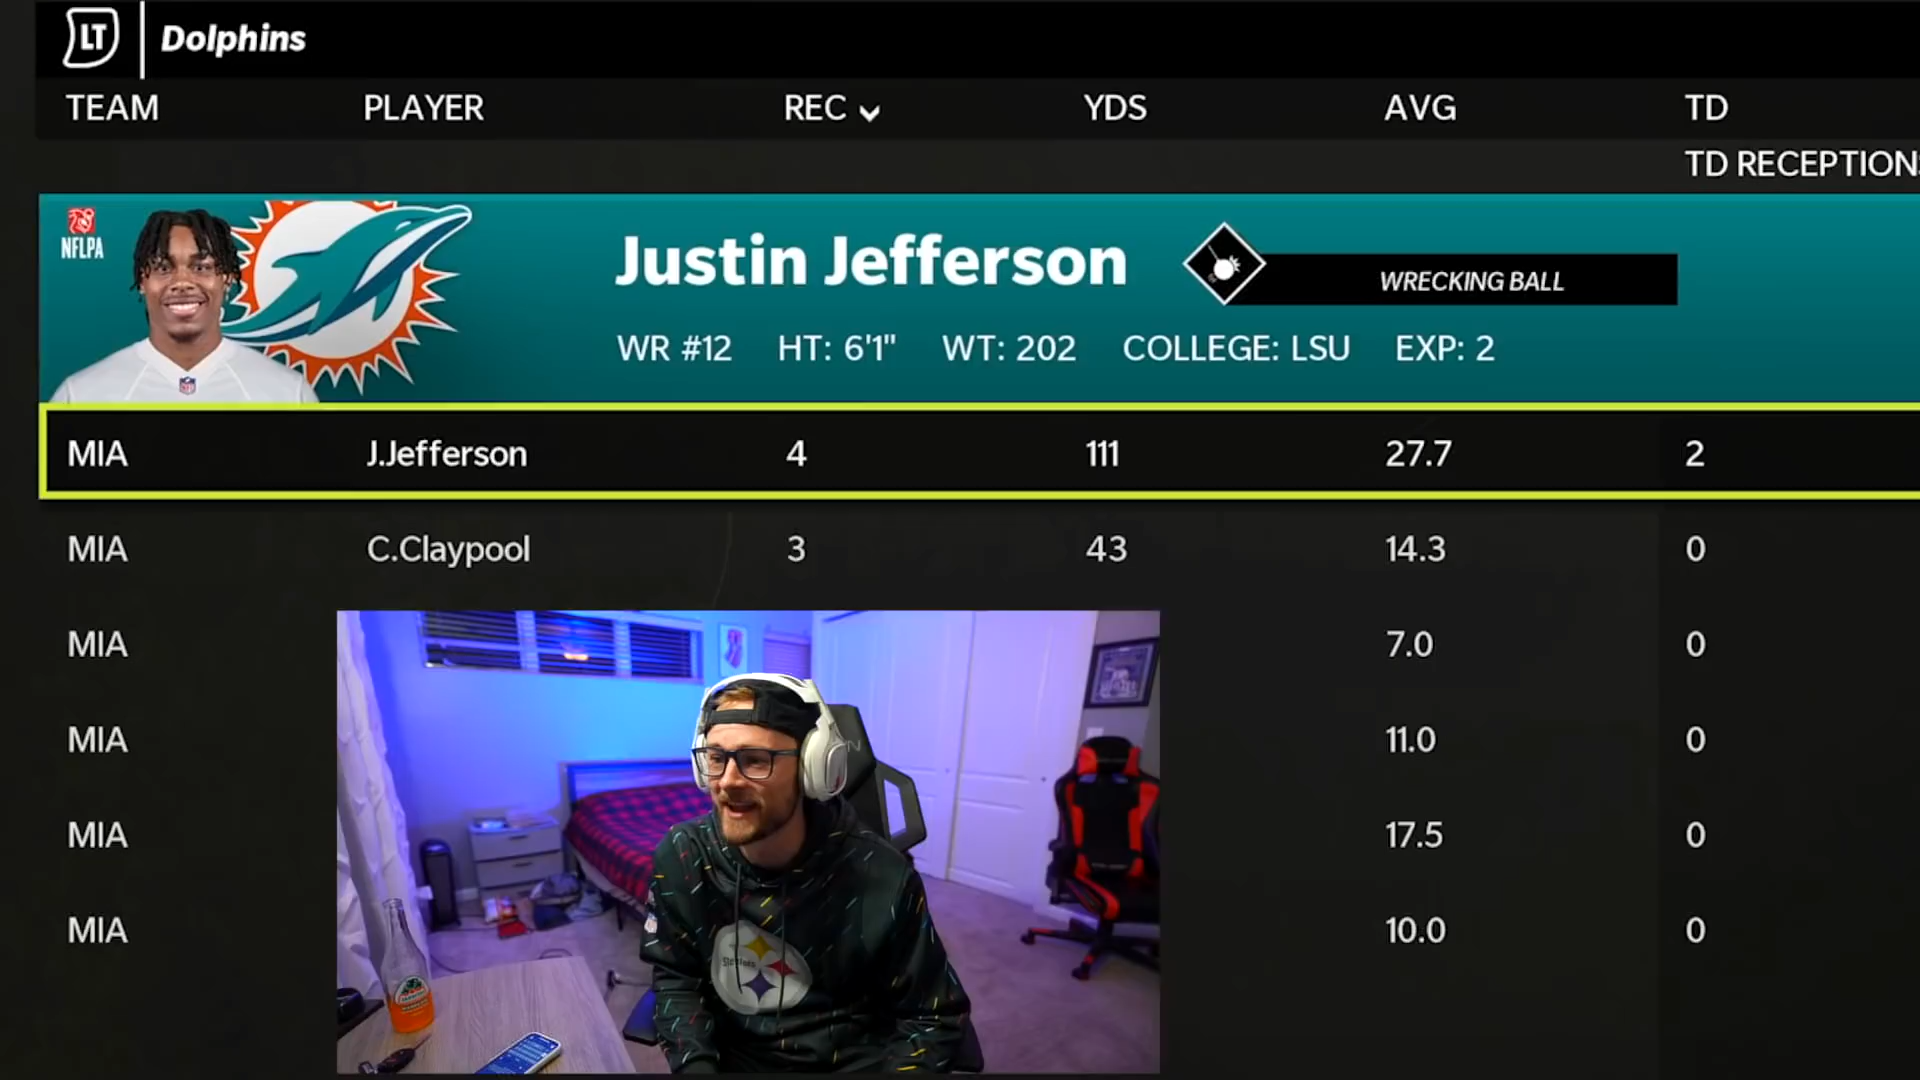 LT Dolphins
TEAM PLAYER REC YDS AVG TD
TD RECEPTIONS
NFLPA
Justin Jefferson
WRECKING BALL
WR #12 HT: 6'1" WT: 202 COLLEGE: LSU EXP: 2
MIA J.Jefferson 4 111 27.7 2
MIA C.Claypool 3 43 14.3 0
MIA 7.0 0
MIA 11.0 0
MIA 17.5 0
MIA 10.0 0
Steelers